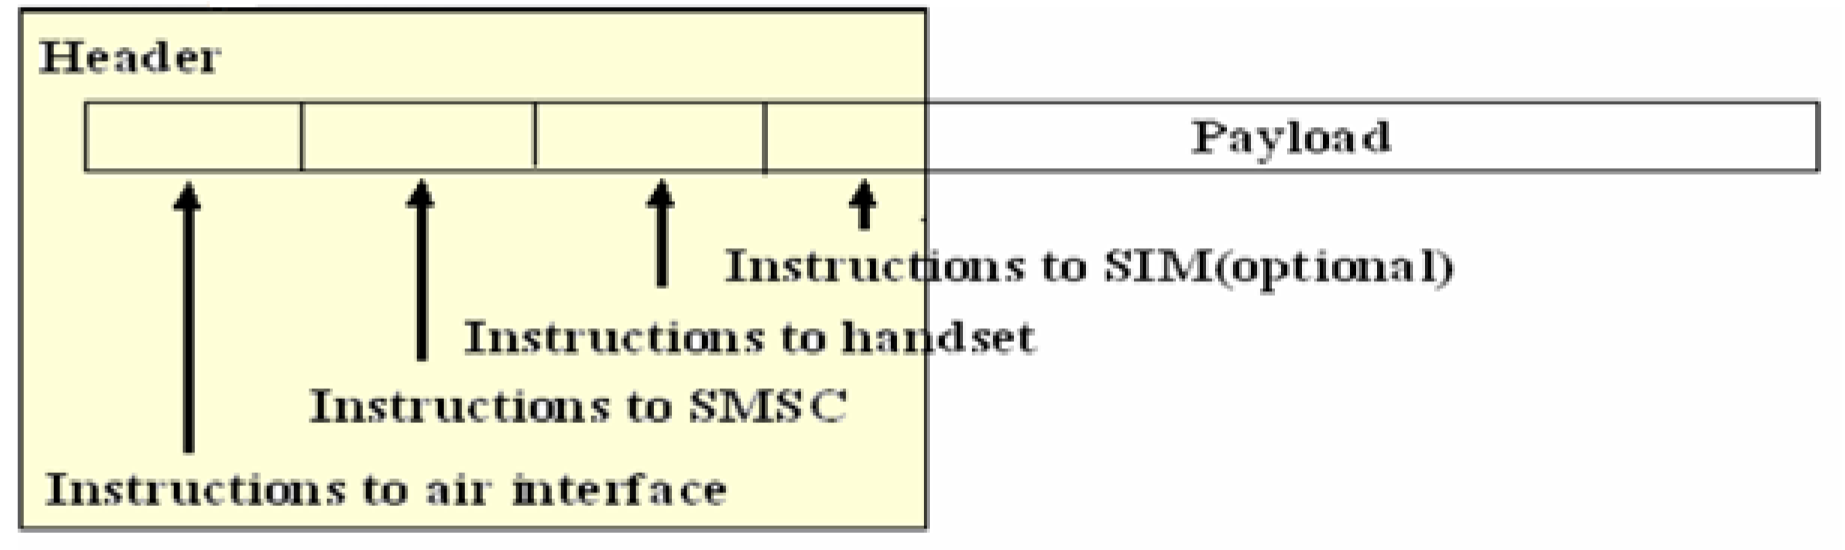 Header
Payload
Instructions to SIM(optional)
Instructions to handset
Instructions to SMSC
Instructions to air interface